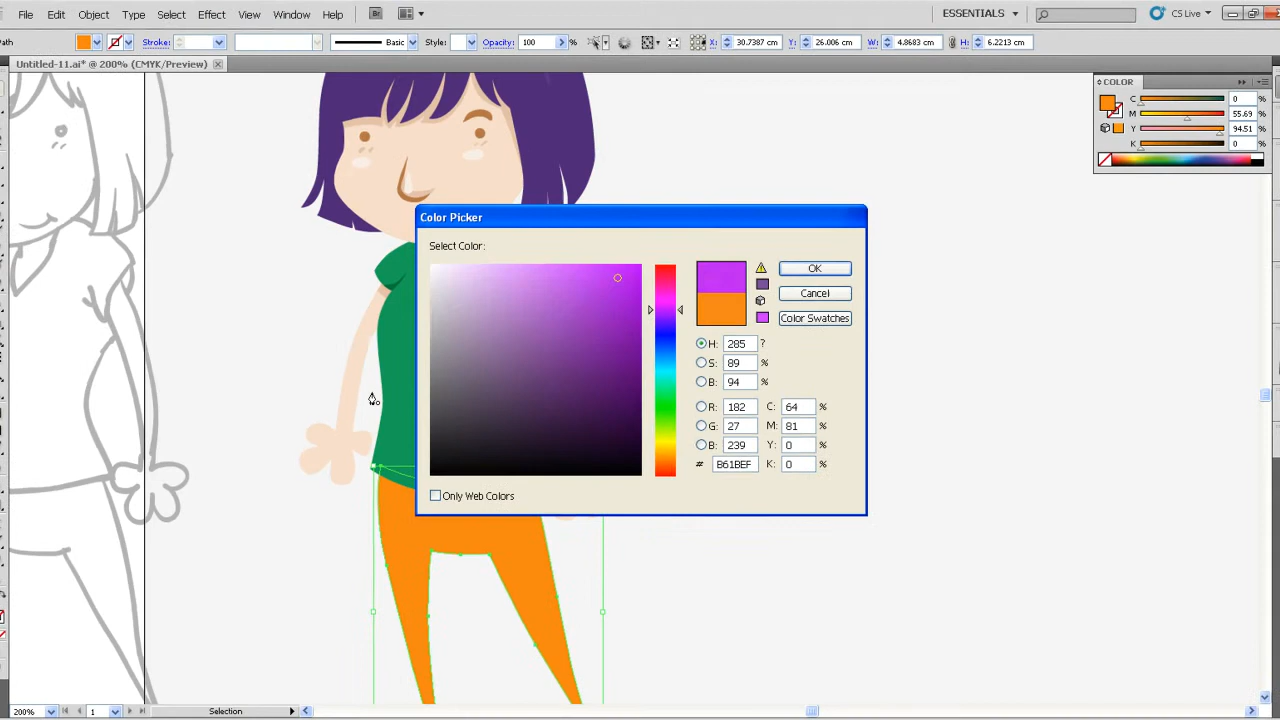 File Edit Object Type Select Effect View Window Help Br ESSENTIALS CS Live
Path Stroke: Basic Style: Opacity: 100 % X: 30.7387 cm Y: 26.006 cm W: 4.8683 cm H: 6.2213 cm
Untitled-11.ai* @ 200% (CMYK/Preview)
COLOR
C 0 %
M 55.69 %
Y 94.51 %
K 0 %
Color Picker
Select Color:
OK
Cancel
Color Swatches
H: 285 ?
S: 89 %
B: 94 %
R: 182 C: 64 %
G: 27 M: 81 %
B: 239 Y: 0 %
# B61BEF K: 0 %
Only Web Colors
200% 1 Selection